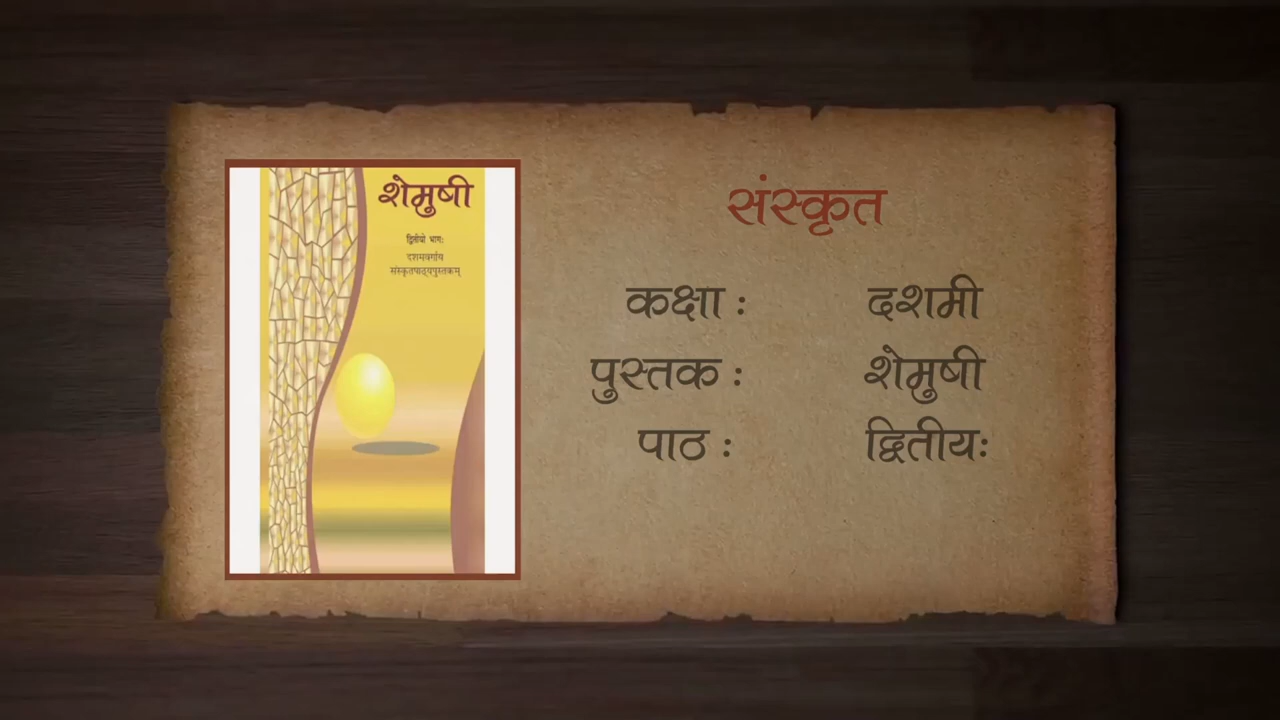 शेमुषी
द्वितीयो भागः
दशमवर्गाय
संस्कृतपाठ्यपुस्तकम्
संस्कृत
कक्षा : दशमी
पुस्तक : शेमुषी
पाठ : द्वितीयः